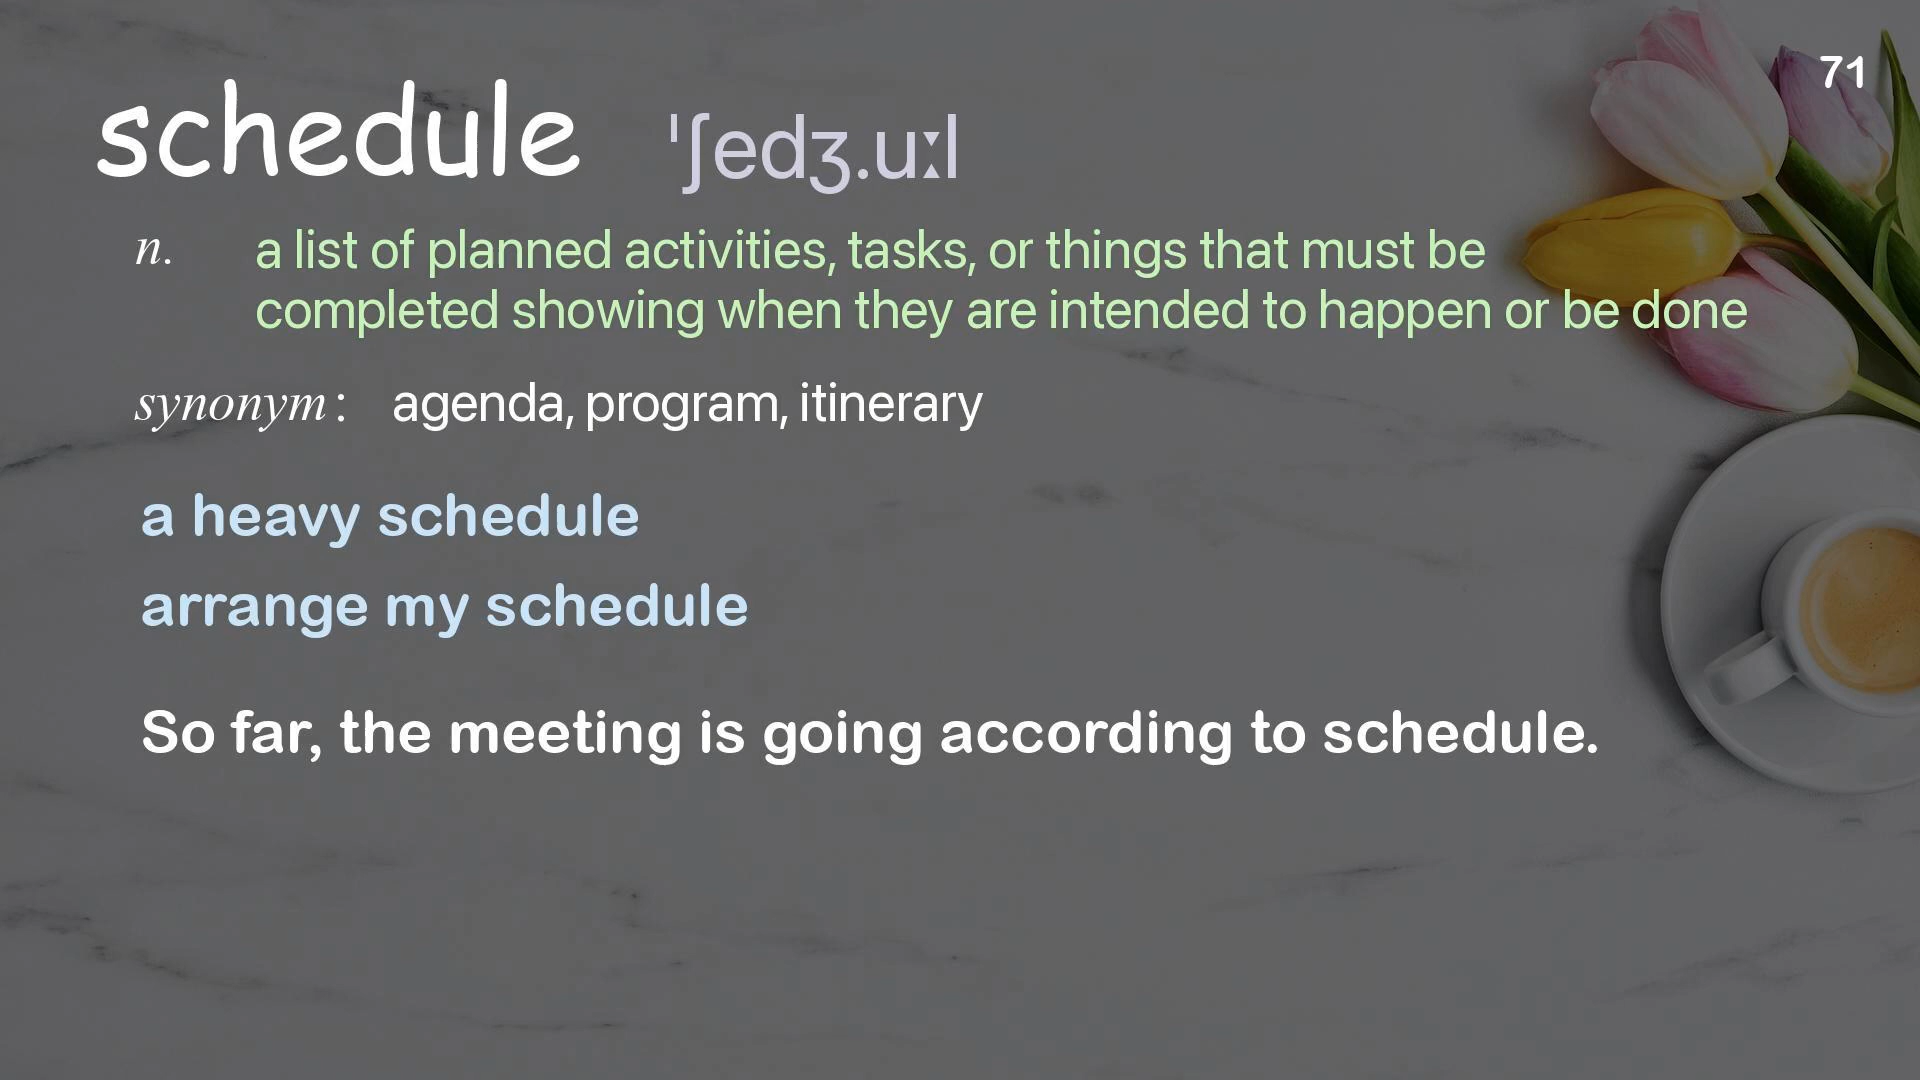 71
schedule ˈʃedʒ.uːl
n. a list of planned activities, tasks, or things that must be
completed showing when they are intended to happen or be done
synonym: agenda, program, itinerary
a heavy schedule
arrange my schedule
So far, the meeting is going according to schedule.